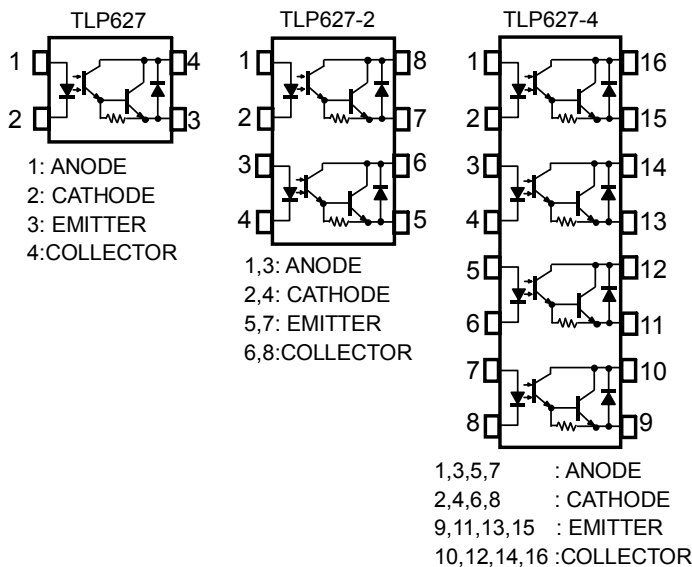 TLP627
1
4
2
3
1: ANODE
2: CATHODE
3: EMITTER
4:COLLECTOR
TLP627-2
1
8
2
7
3
6
4
5
1,3: ANODE
2,4: CATHODE
5,7: EMITTER
6,8:COLLECTOR
TLP627-4
1
16
2
15
3
14
4
13
5
12
6
11
7
10
8
9
1,3,5,7 : ANODE
2,4,6,8 : CATHODE
9,11,13,15 : EMITTER
10,12,14,16 :COLLECTOR